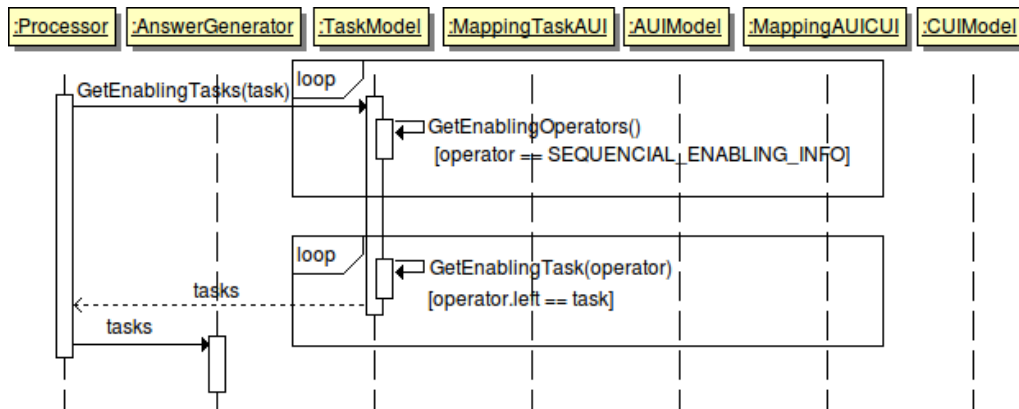 :Processor :AnswerGenerator :TaskModel :MappingTaskAUI :AUIModel :MappingAUICUI :CUIModel
loop
GetEnablingTasks(task)
GetEnablingOperators()
[operator == SEQUENCIAL_ENABLING_INFO]
loop
GetEnablingTask(operator)
tasks
[operator.left == task]
tasks